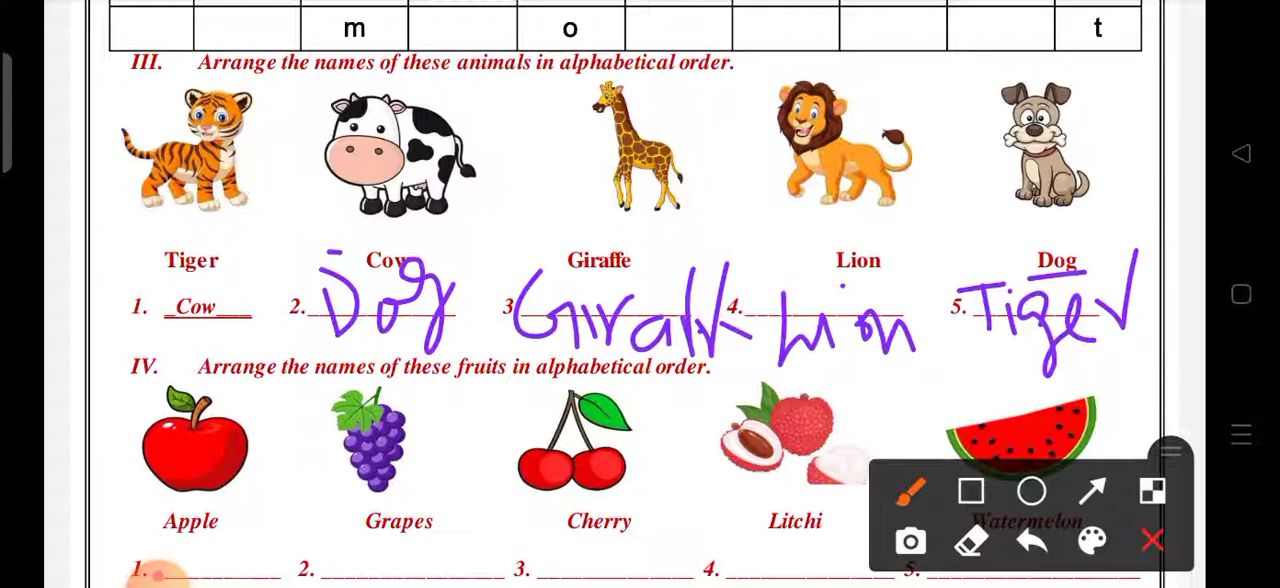 m o t
III. Arrange the names of these animals in alphabetical order.
Tiger Cow Giraffe Lion Dog
1. _Cow___ 2. Dog 3 4. Lion 5. Tiger
IV. Arrange the names of these fruits in alphabetical order.
Apple Grapes Cherry Litchi Watermelon
1. 2. 3. 4. 5.